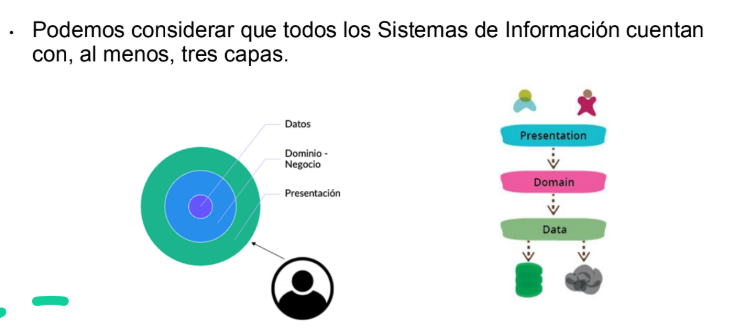 • Podemos considerar que todos los Sistemas de Información cuentan
con, al menos, tres capas.
Datos
Dominio -
Negocio
Presentación
Presentation
Domain
Data